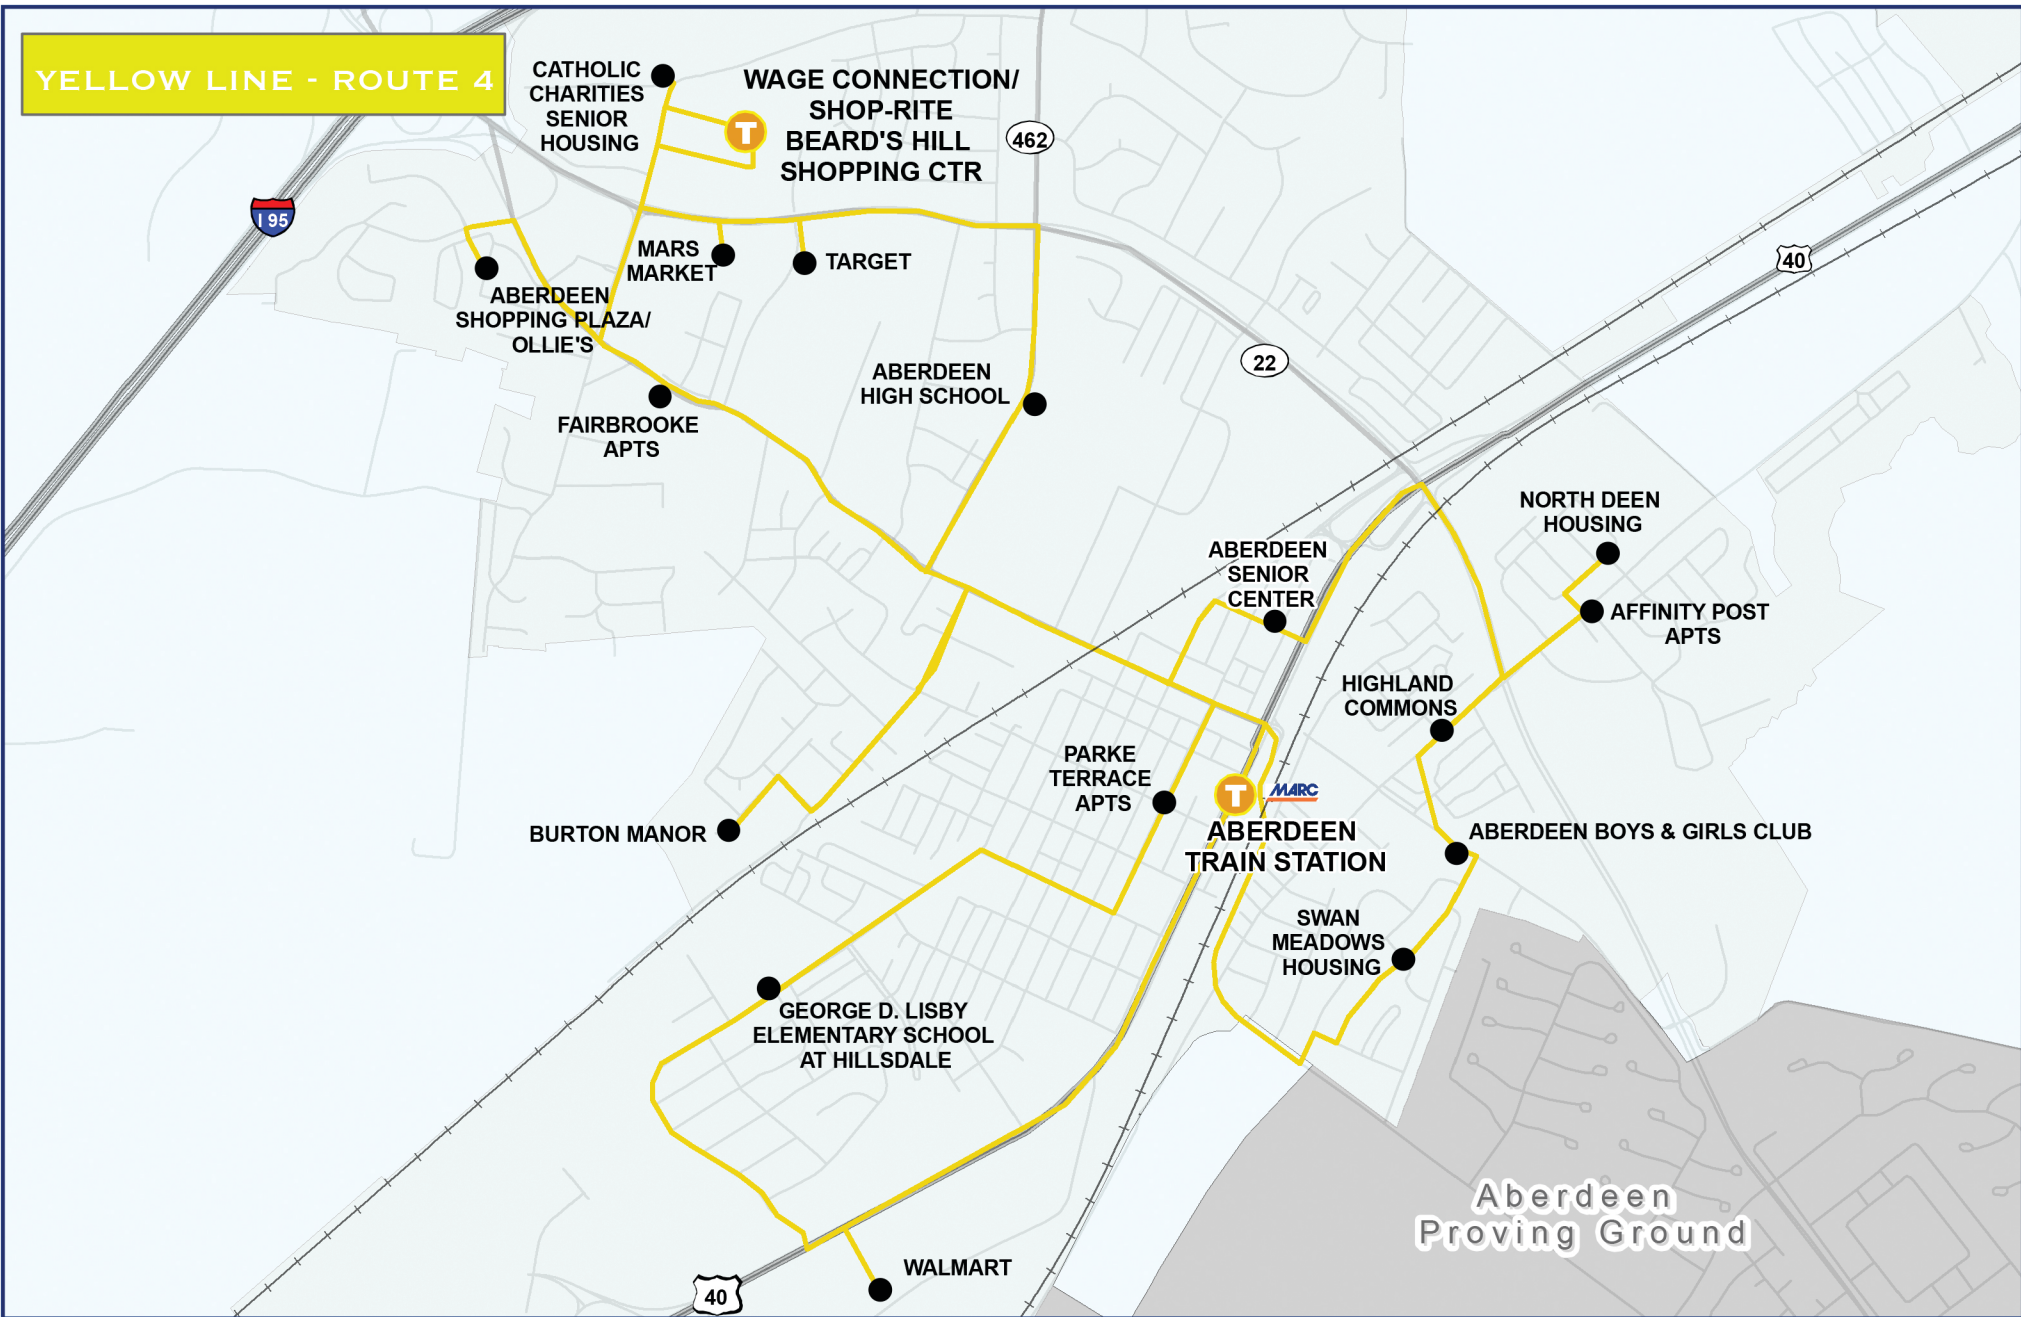 YELLOW LINE - ROUTE 4
CATHOLIC
CHARITIES
SENIOR
HOUSING
T
WAGE CONNECTION/
SHOP-RITE
BEARD'S HILL
SHOPPING CTR
462
I 95
MARS
MARKET
TARGET
40
ABERDEEN
SHOPPING PLAZA/
OLLIE'S
22
ABERDEEN
HIGH SCHOOL
FAIRBROOKE
APTS
NORTH DEEN
HOUSING
ABERDEEN
SENIOR
CENTER
AFFINITY POST
APTS
HIGHLAND
COMMONS
PARKE
TERRACE
APTS
T
MARC
BURTON MANOR
ABERDEEN
TRAIN STATION
ABERDEEN BOYS & GIRLS CLUB
SWAN
MEADOWS
HOUSING
GEORGE D. LISBY
ELEMENTARY SCHOOL
AT HILLSDALE
Aberdeen
Proving Ground
WALMART
40